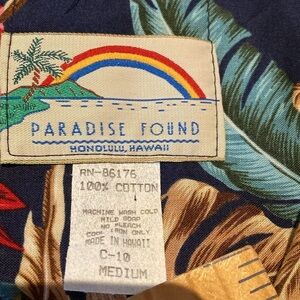 PARADISE FOUND
HONOLULU, HAWAII
RN-86176
100% COTTON
MACHINE WASH COLD
MILD SOAP
NO BLEACH
COOL IRON ONLY
MADE IN HAWAII
C-10
MEDIUM